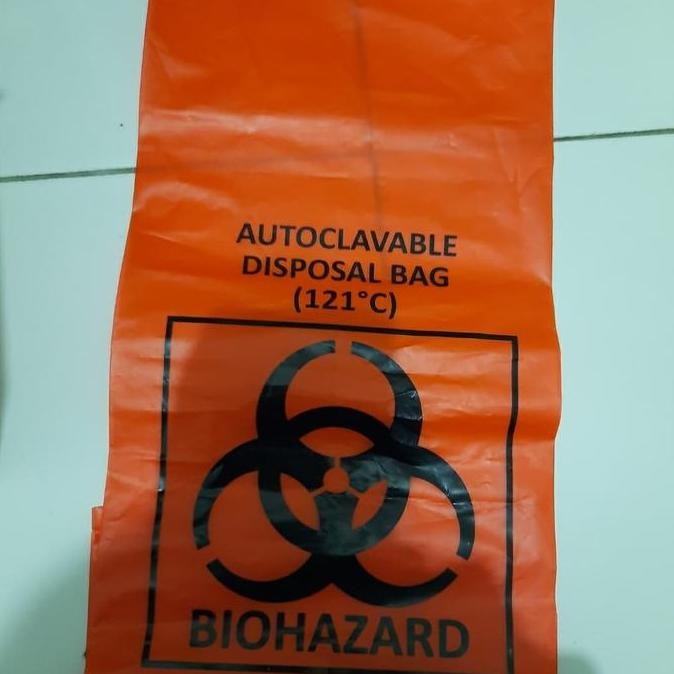 AUTOCLAVABLE
DISPOSAL BAG
(121°C)
BIOHAZARD